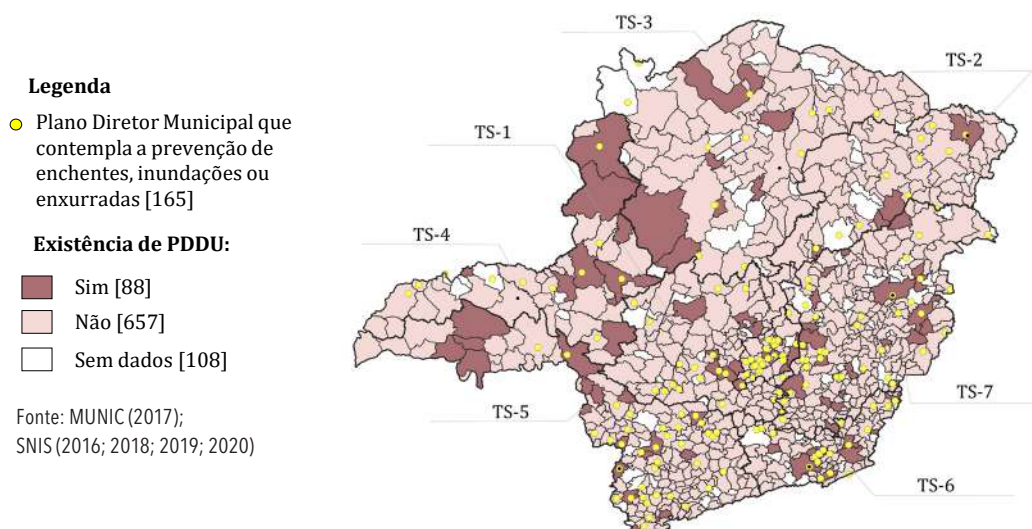 Legenda
Plano Diretor Municipal que
contempla a prevenção de
enchentes, inundações ou
enxurradas [165]
Existência de PDDU:
Sim [88]
Não [657]
Sem dados [108]
Fonte: MUNIC (2017);
SNIS (2016; 2018; 2019; 2020)
TS-3
TS-2
TS-1
TS-4
TS-5
TS-7
TS-6